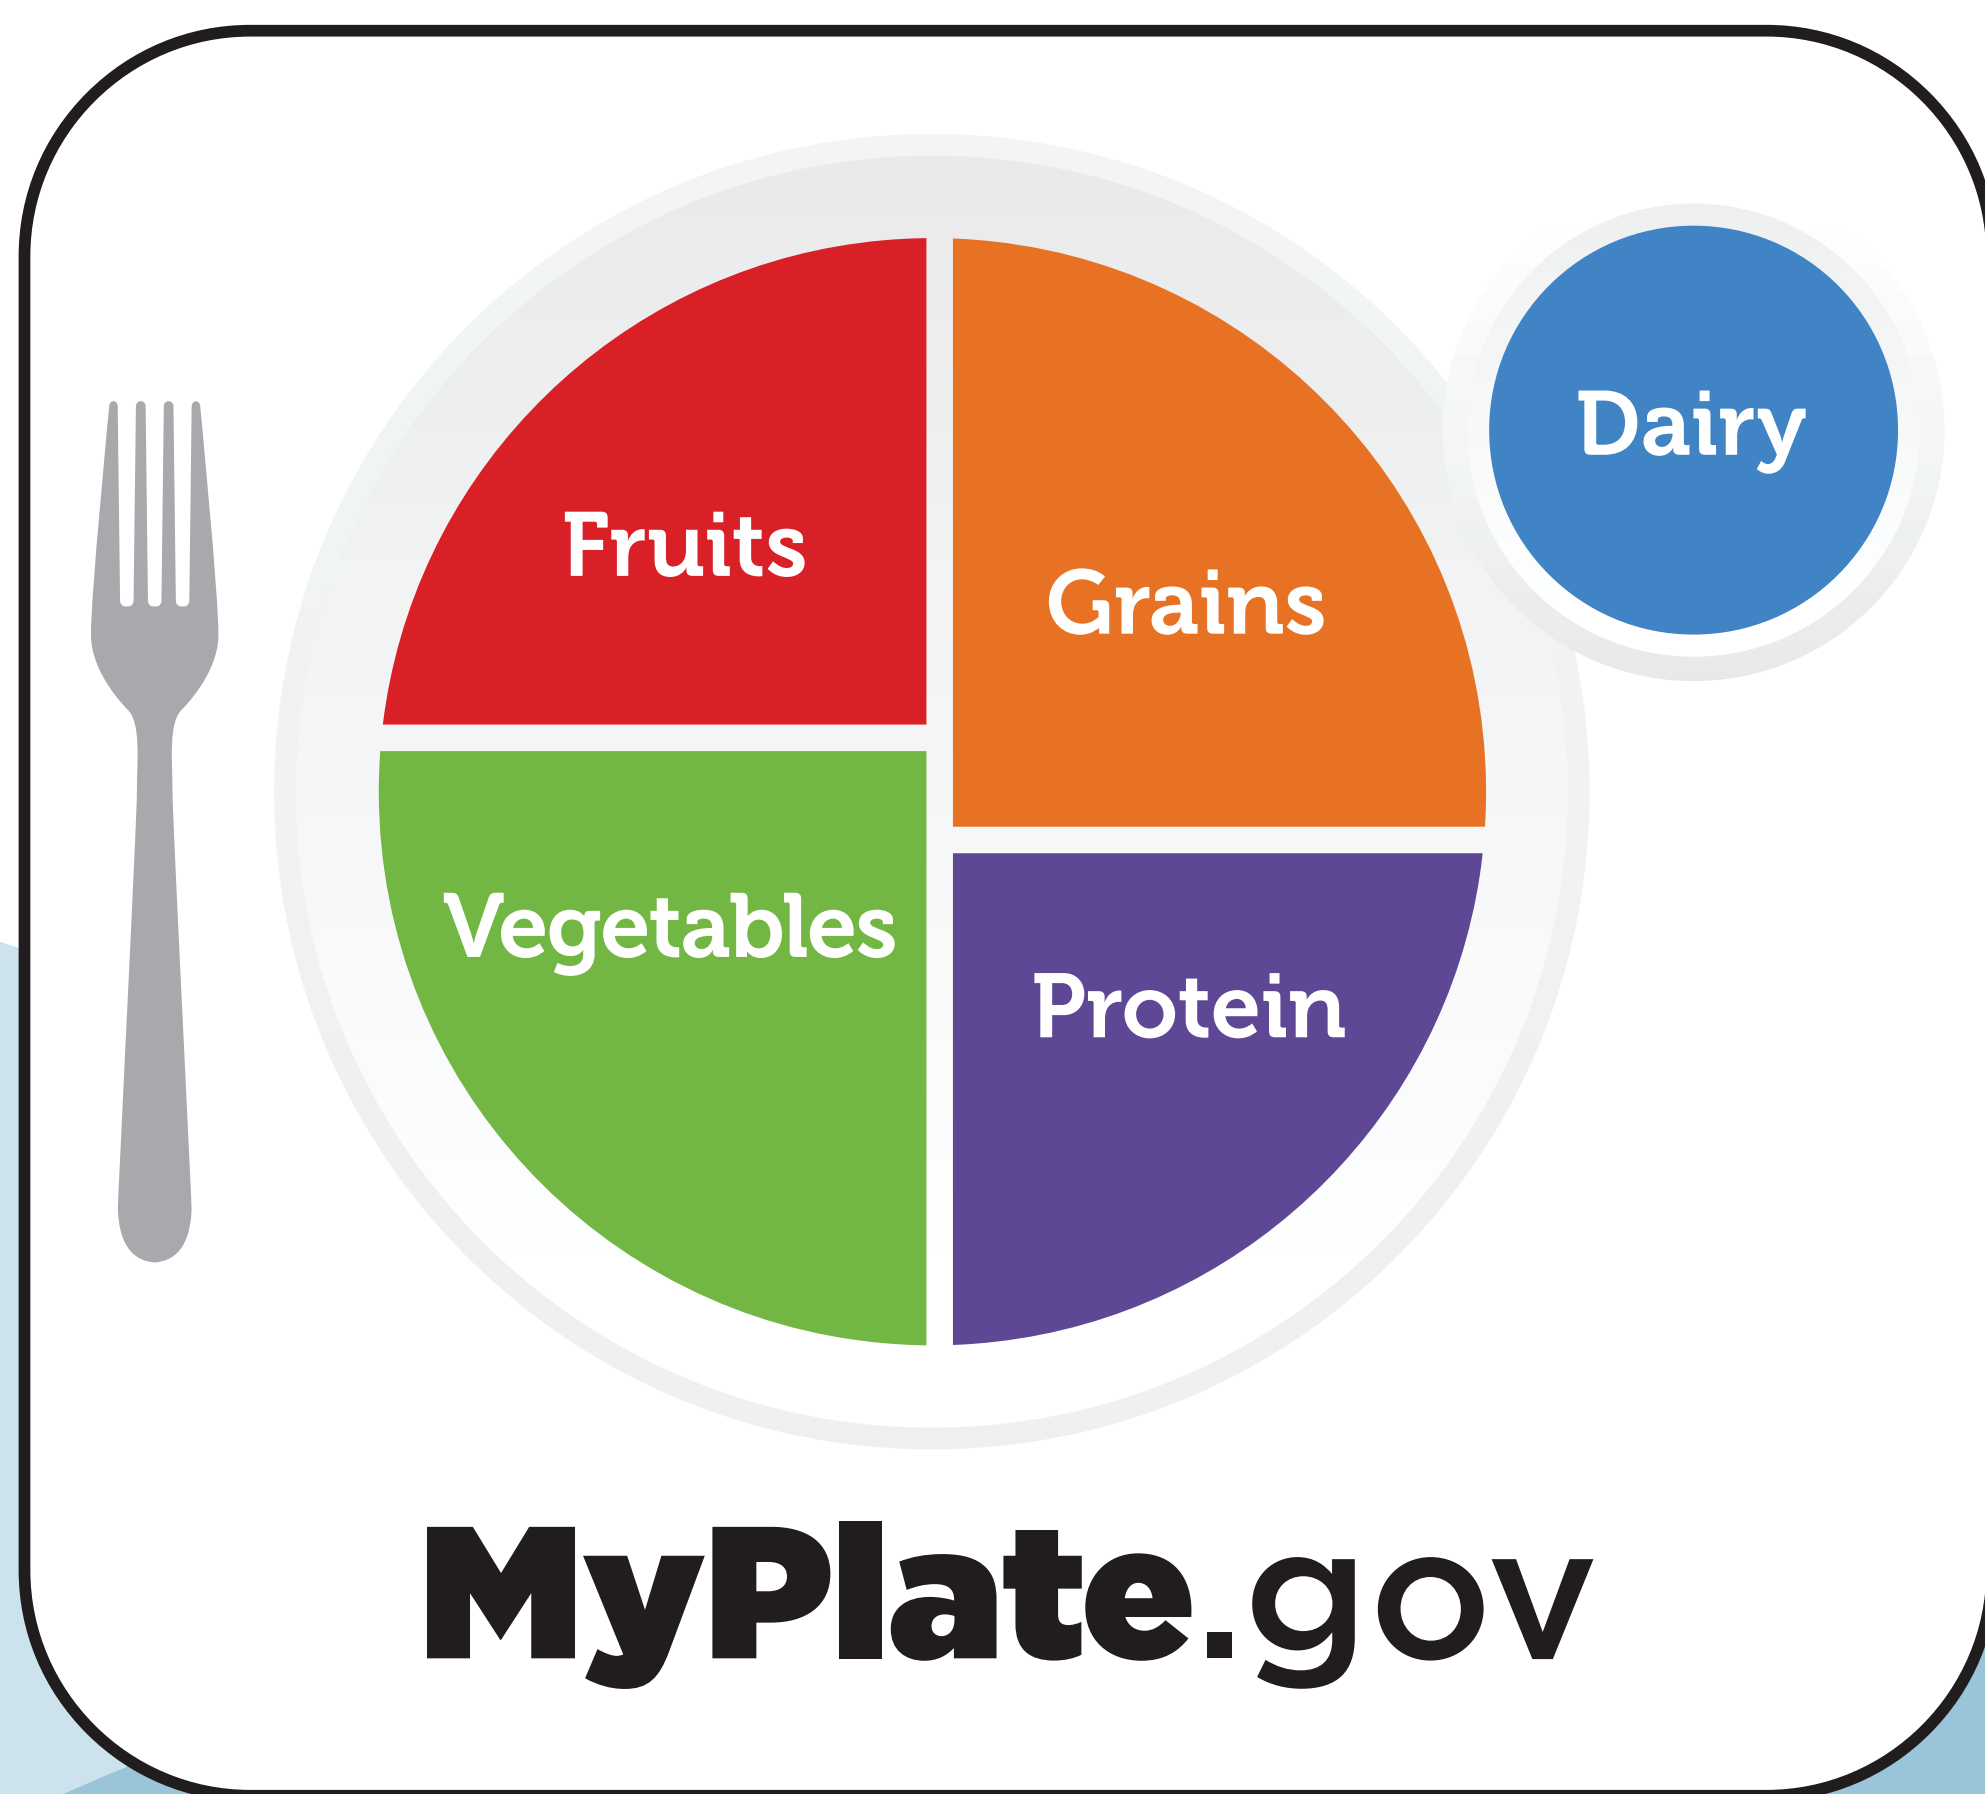 Dairy
Fruits
Grains
Vegetables
Protein
MyPlate.gov